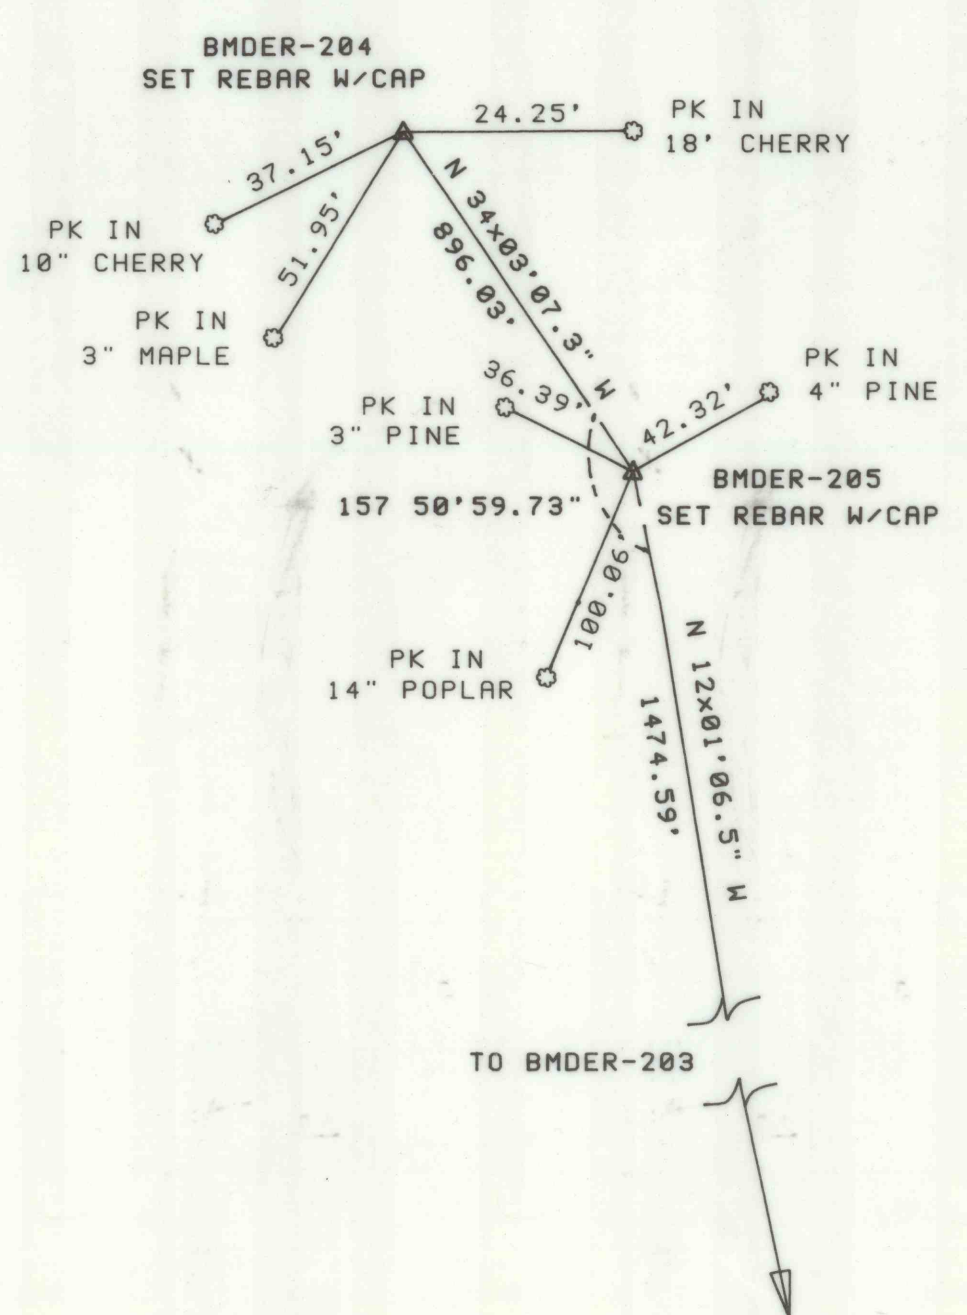 BMDER-204
SET REBAR W/CAP
24.25'
PK IN
18' CHERRY
37.15'
PK IN
10" CHERRY
51.95'
PK IN
3" MAPLE
N 34x03'07.3" W
896.03'
36.39'
PK IN
3" PINE
42.32'
PK IN
4" PINE
BMDER-205
SET REBAR W/CAP
157 50'59.73"
100.06
PK IN
14" POPLAR
N 12x01'06.5" W
1474.59'
TO BMDER-203